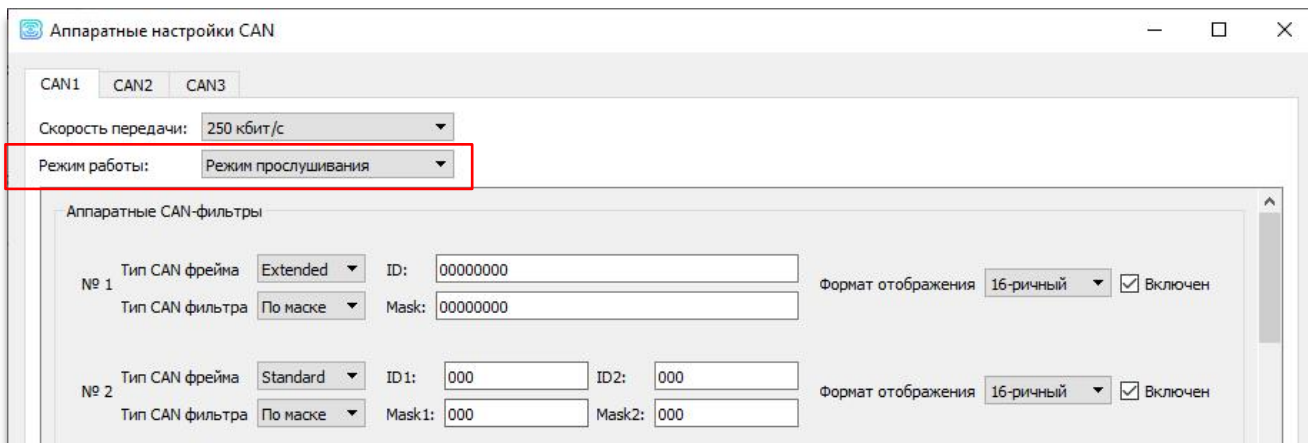 Аппаратные настройки CAN
CAN1 CAN2 CAN3
Скорость передачи: 250 кбит/с
Режим работы: Режим прослушивания
Аппаратные CAN-фильтры
№ 1
Тип CAN фрейма Extended ID: 00000000
Тип CAN фильтра По маске Mask: 00000000
Формат отображения 16-ричный Включен
№ 2
Тип CAN фрейма Standard ID1: 000 ID2: 000
Тип CAN фильтра По маске Mask1: 000 Mask2: 000
Формат отображения 16-ричный Включен